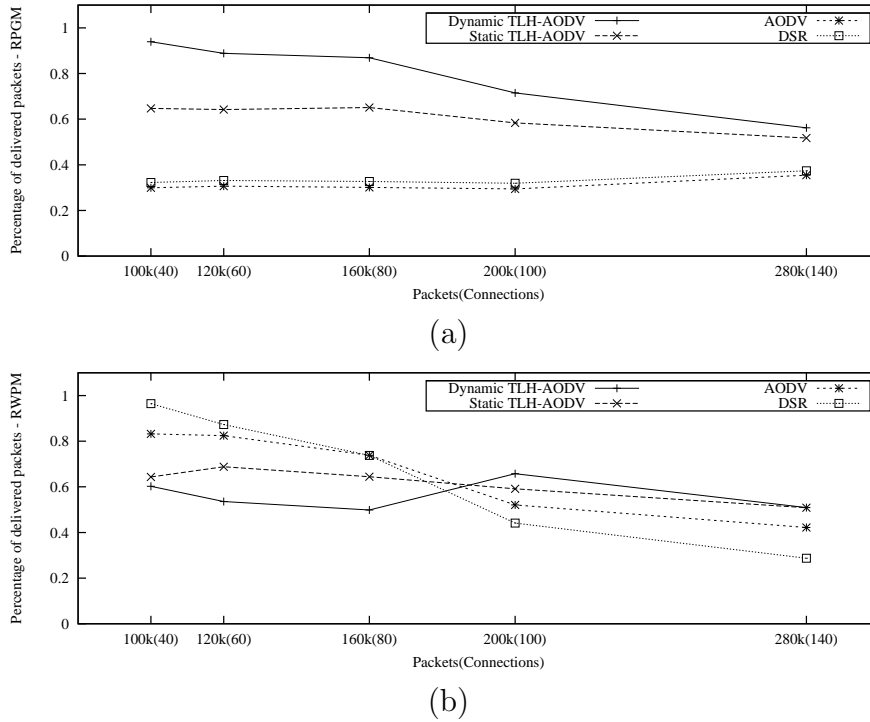 Percentage of delivered packets - RPGM
1
0.8
0.6
0.4
0.2
0
Dynamic TLH-AODV
Static TLH-AODV
AODV
DSR
100k(40) 120k(60) 160k(80) 200k(100) 280k(140)
Packets(Connections)
(a)
Percentage of delivered packets - RWPM
1
0.8
0.6
0.4
0.2
0
Dynamic TLH-AODV
Static TLH-AODV
AODV
DSR
100k(40) 120k(60) 160k(80) 200k(100) 280k(140)
Packets(Connections)
(b)